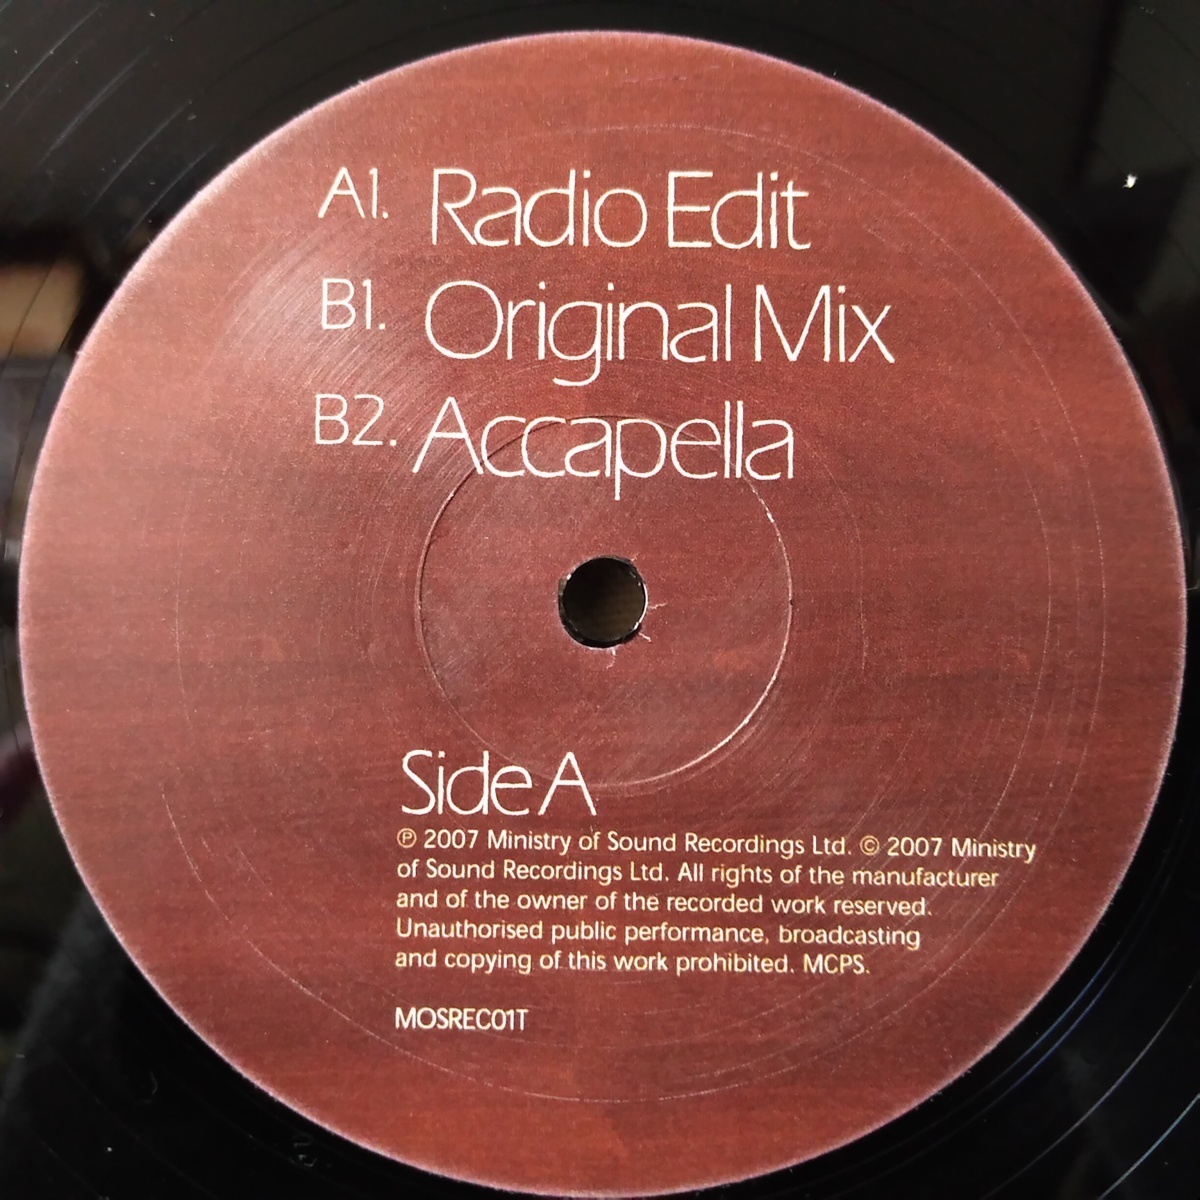 A1. Radio Edit
B1. Original Mix
B2. Accapella
Side A
℗ 2007 Ministry of Sound Recordings Ltd. © 2007 Ministry
of Sound Recordings Ltd. All rights of the manufacturer
and of the owner of the recorded work reserved.
Unauthorised public performance, broadcasting
and copying of this work prohibited. MCPS.
MOSREC01T